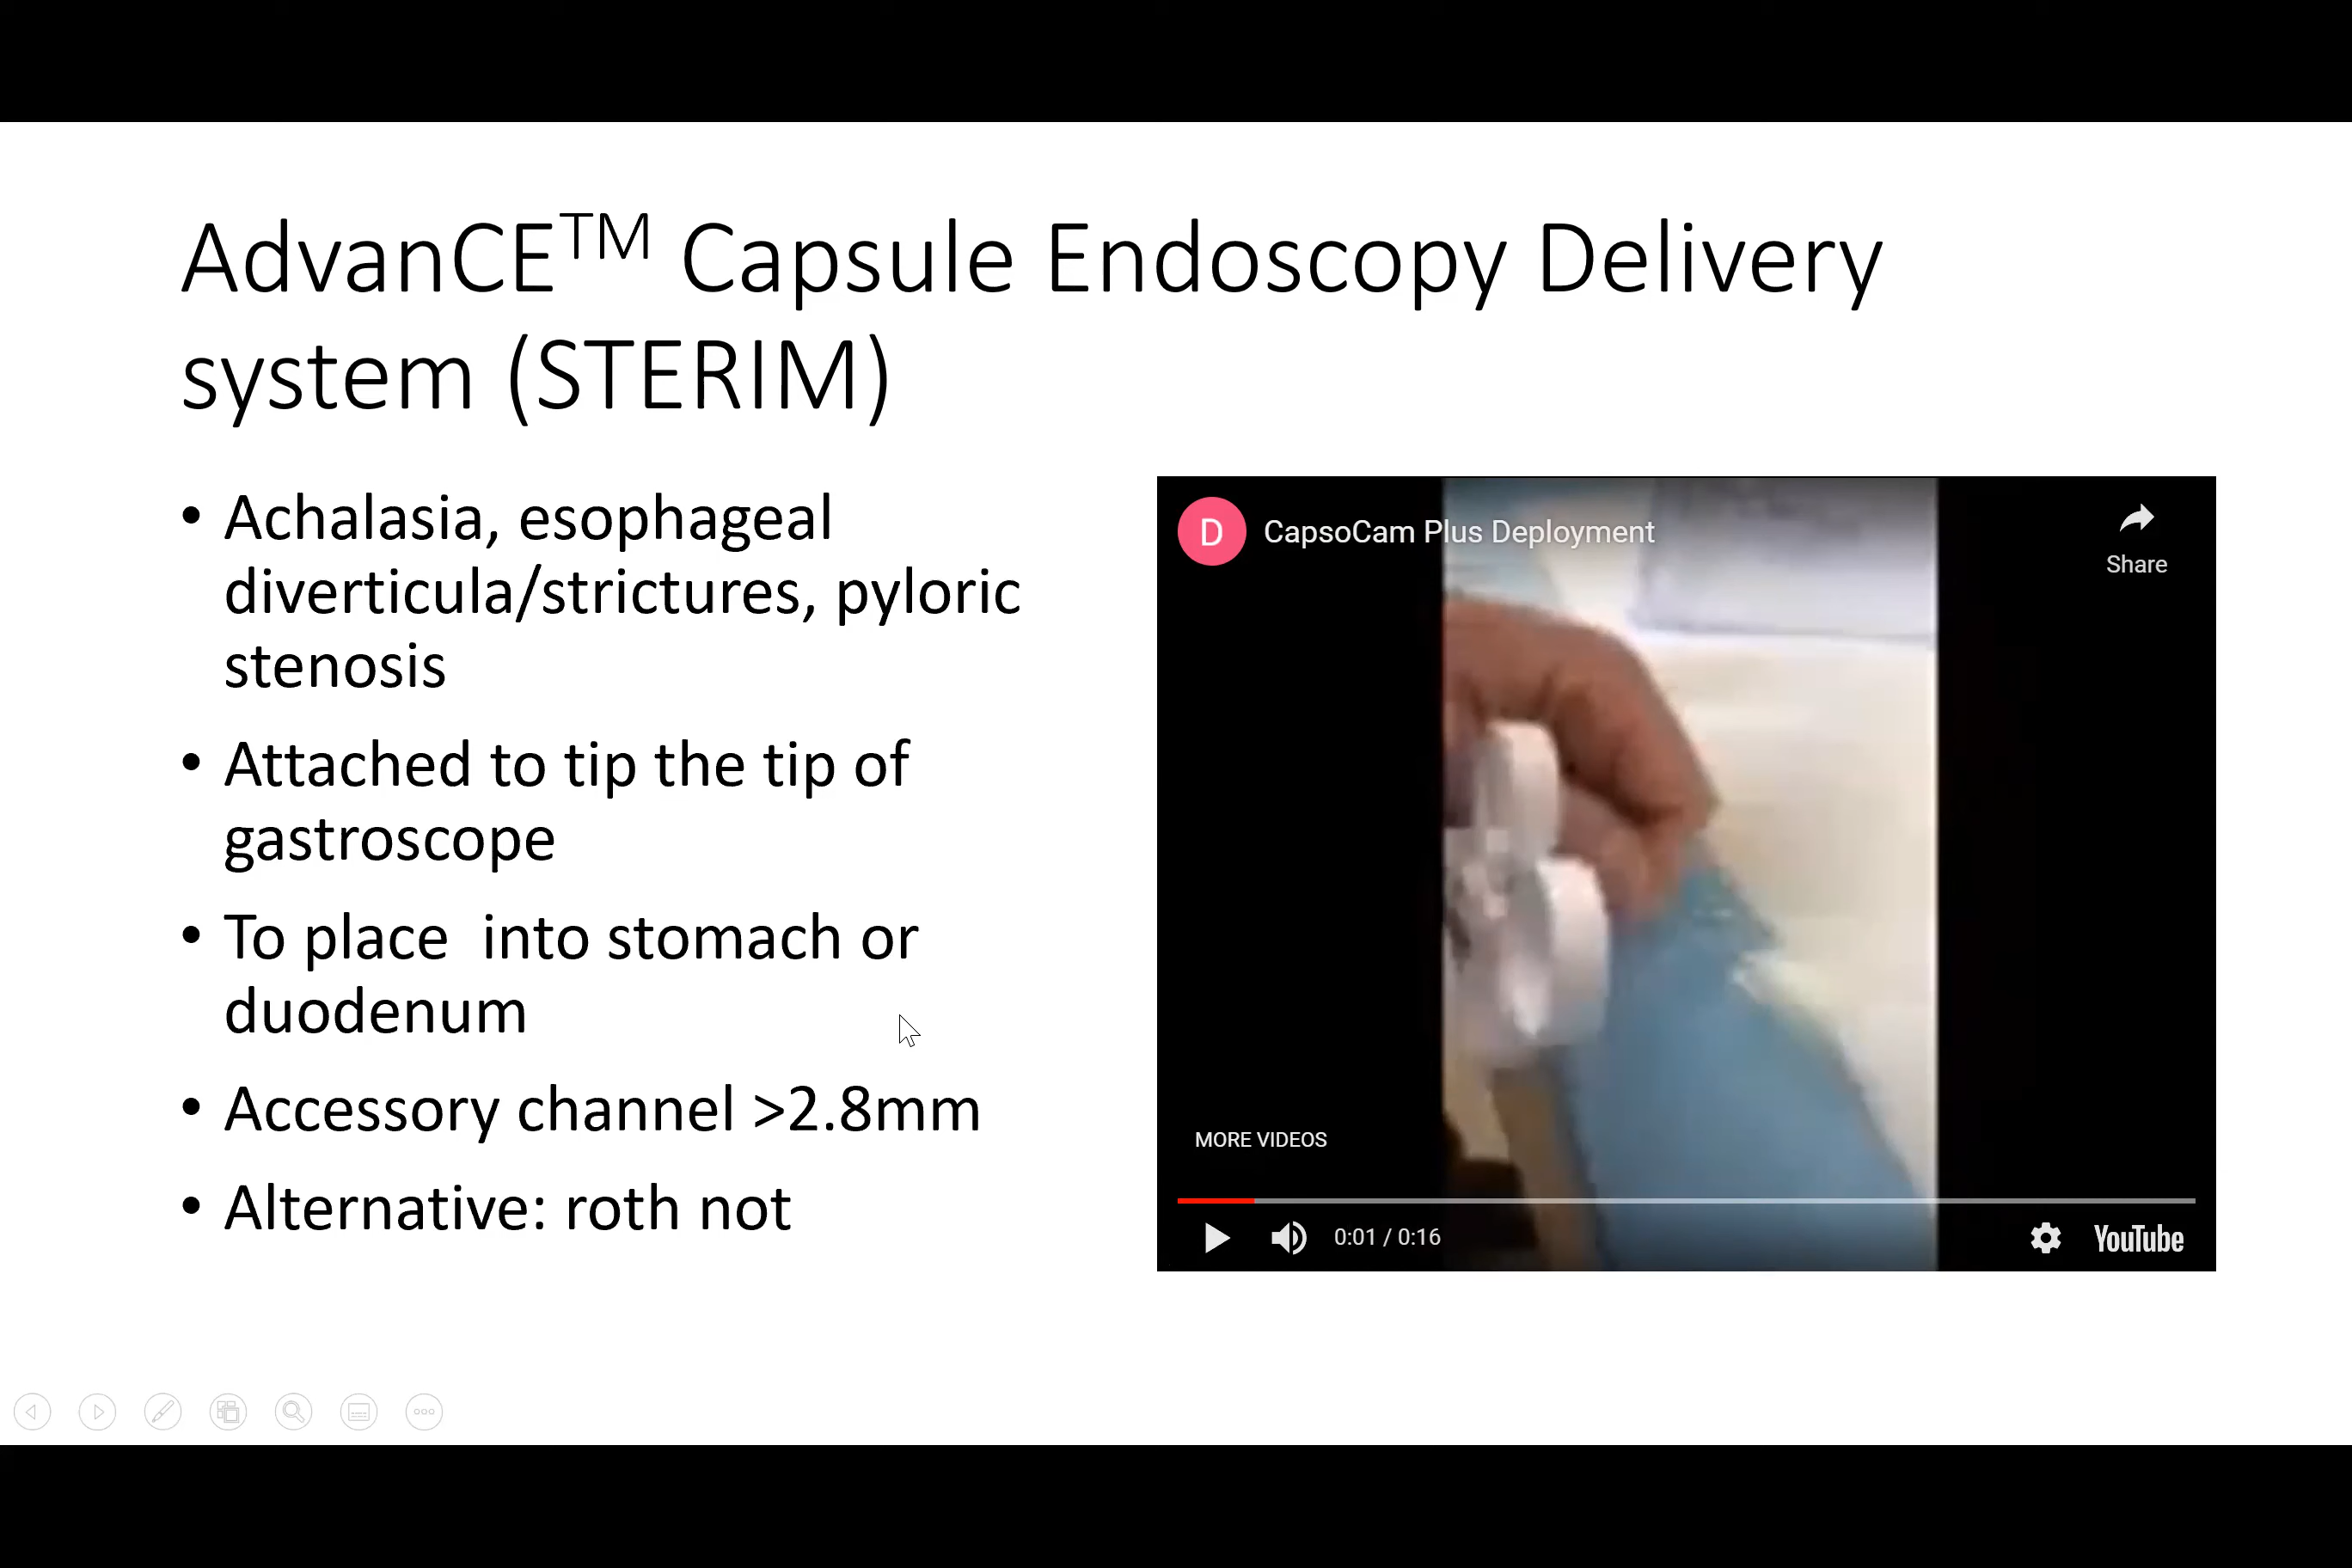 AdvanCE™ Capsule Endoscopy Delivery
system (STERIM)
• Achalasia, esophageal
diverticula/strictures, pyloric
stenosis
• Attached to tip the tip of
gastroscope
• To place  into stomach or
duodenum
• Accessory channel >2.8mm
• Alternative: roth not
D CapsoCam Plus Deployment
Share
MORE VIDEOS
0:01 / 0:16
YouTube